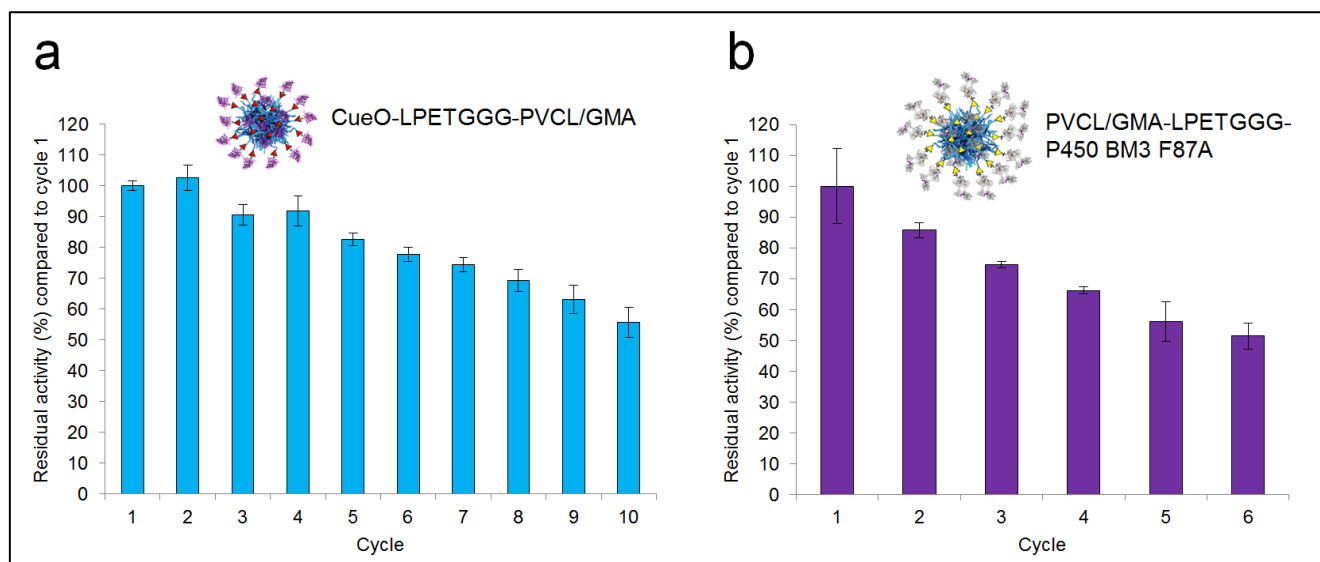 a
CueO-LPETGGG-PVCL/GMA
Residual activity (%) compared to cycle 1
120
110
100
90
80
70
60
50
40
30
20
10
0
1 2 3 4 5 6 7 8 9 10
Cycle
b
PVCL/GMA-LPETGGG-
P450 BM3 F87A
Residual activity (%) compared to cycle 1
120
110
100
90
80
70
60
50
40
30
20
10
0
1 2 3 4 5 6
Cycle